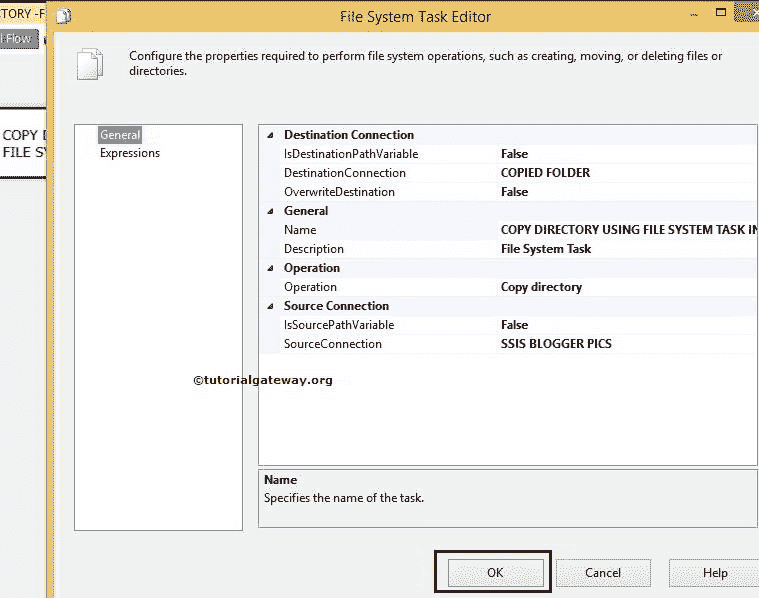 CTORY -F
File System Task Editor
l Flow
Configure the properties required to perform file system operations, such as creating, moving, or deleting files or
directories.
COPY
FILE SY
General
Expressions
Destination Connection
IsDestinationPathVariable False
DestinationConnection COPIED FOLDER
OverwriteDestination False
General
Name COPY DIRECTORY USING FILE SYSTEM TASK IN
Description File System Task
Operation
Operation Copy directory
Source Connection
IsSourcePathVariable False
SourceConnection SSIS BLOGGER PICS
©tutorialgateway.org
Name
Specifies the name of the task.
OK Cancel Help